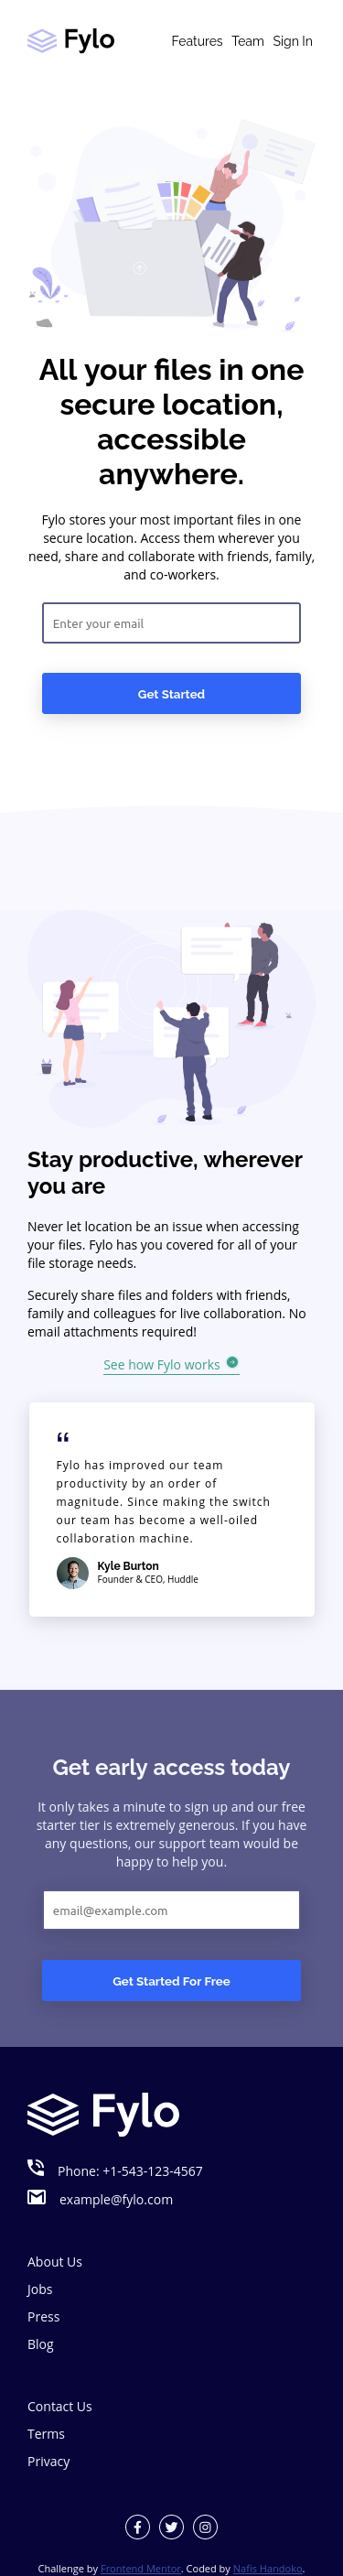 Fylo
Features Team Sign In
All your files in one
secure location,
accessible
anywhere.
Fylo stores your most important files in one
secure location. Access them wherever you
need, share and collaborate with friends, family,
and co-workers.
Enter your email
Get Started
Stay productive, wherever
you are
Never let location be an issue when accessing
your files. Fylo has you covered for all of your
file storage needs.
Securely share files and folders with friends,
family and colleagues for live collaboration. No
email attachments required!
See how Fylo works
“
Fylo has improved our team
productivity by an order of
magnitude. Since making the switch
our team has become a well-oiled
collaboration machine.
Kyle Burton
Founder & CEO, Huddle
Get early access today
It only takes a minute to sign up and our free
starter tier is extremely generous. If you have
any questions, our support team would be
happy to help you.
email@example.com
Get Started For Free
Fylo
Phone: +1-543-123-4567
example@fylo.com
About Us
Jobs
Press
Blog
Contact Us
Terms
Privacy
Challenge by Frontend Mentor. Coded by Nafis Handoko.